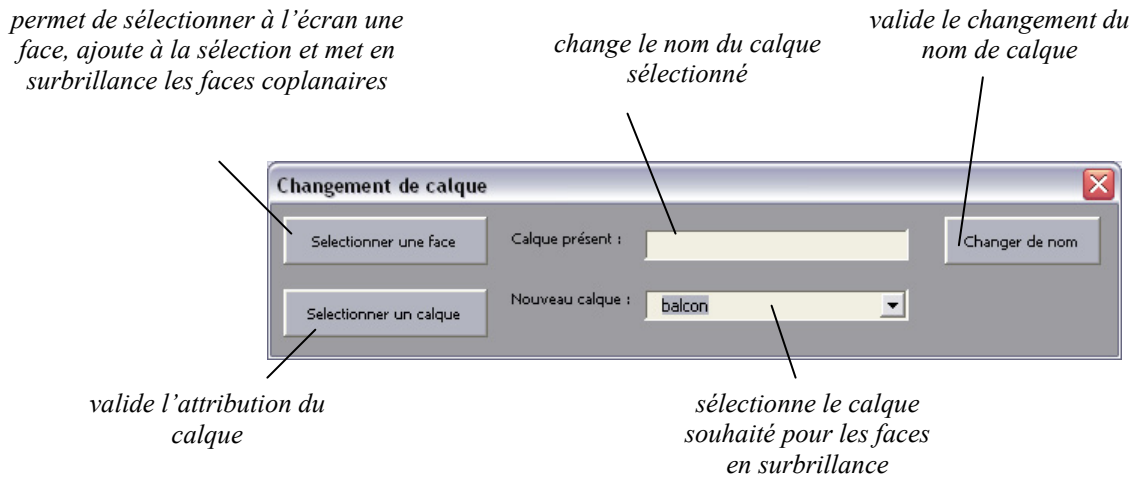 permet de sélectionner à l’écran une
face, ajoute à la sélection et met en
surbrillance les faces coplanaires
change le nom du calque
sélectionné
valide le changement du
nom de calque
Changement de calque
Selectionner une face
Calque présent :
Changer de nom
Selectionner un calque
Nouveau calque :
balcon
valide l’attribution du
calque
sélectionne le calque
souhaité pour les faces
en surbrillance